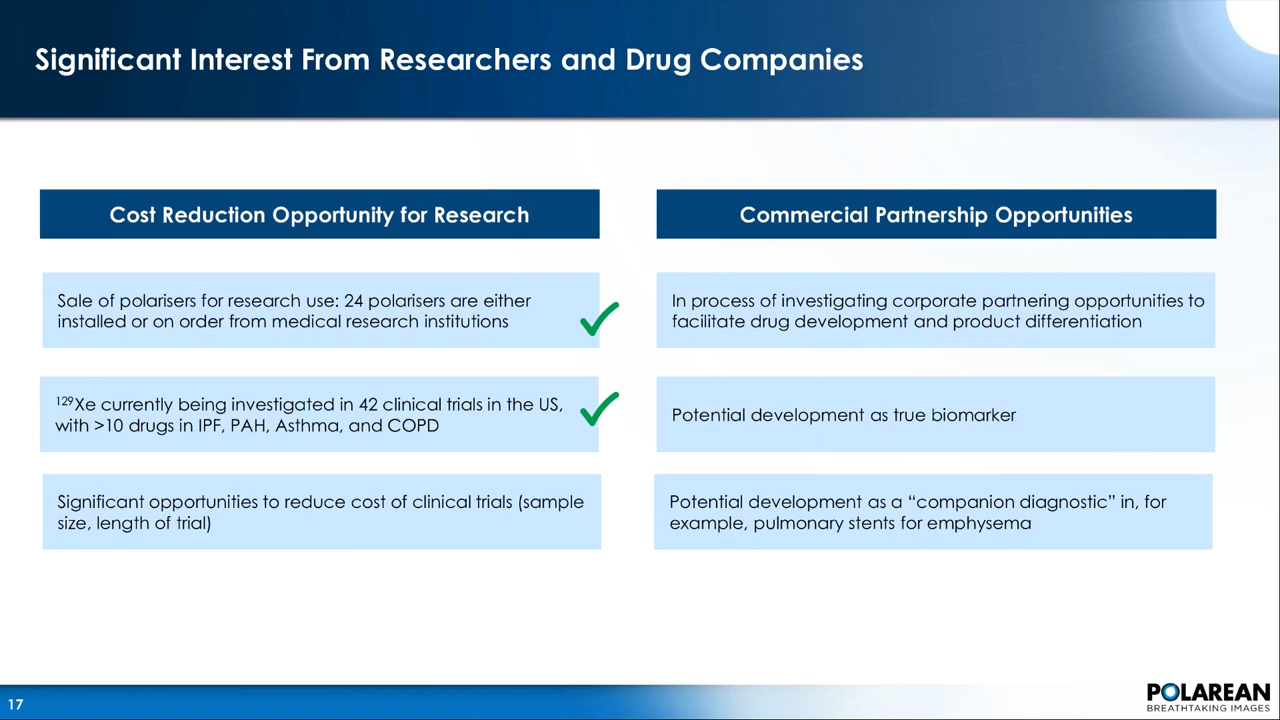 Significant Interest From Researchers and Drug Companies
Cost Reduction Opportunity for Research
Sale of polarisers for research use: 24 polarisers are either
installed or on order from medical research institutions
¹²⁹Xe currently being investigated in 42 clinical trials in the US,
with >10 drugs in IPF, PAH, Asthma, and COPD
Significant opportunities to reduce cost of clinical trials (sample
size, length of trial)
Commercial Partnership Opportunities
In process of investigating corporate partnering opportunities to
facilitate drug development and product differentiation
Potential development as true biomarker
Potential development as a “companion diagnostic” in, for
example, pulmonary stents for emphysema
17
POLAREAN
BREATHTAKING IMAGES